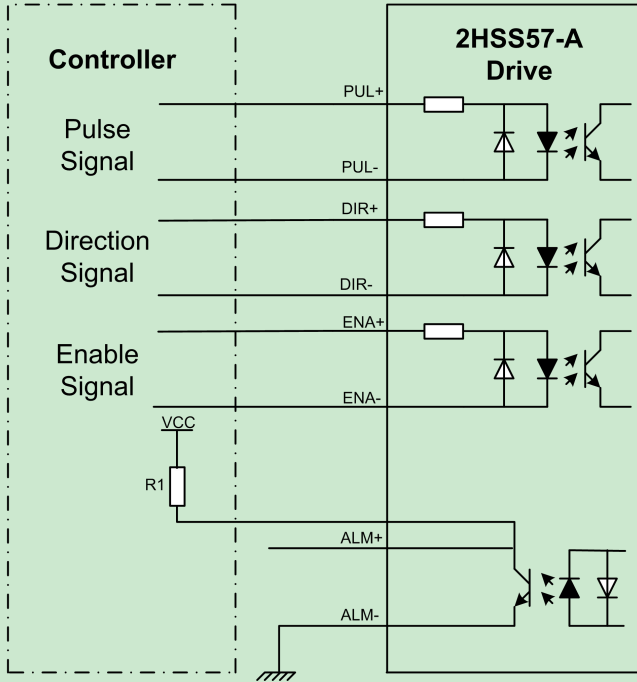 2HSS57-A
Drive
Controller
PUL+
Pulse
Signal
PUL-
DIR+
Direction
Signal
DIR-
ENA+
Enable
Signal
ENA-
VCC
R1
ALM+
ALM-